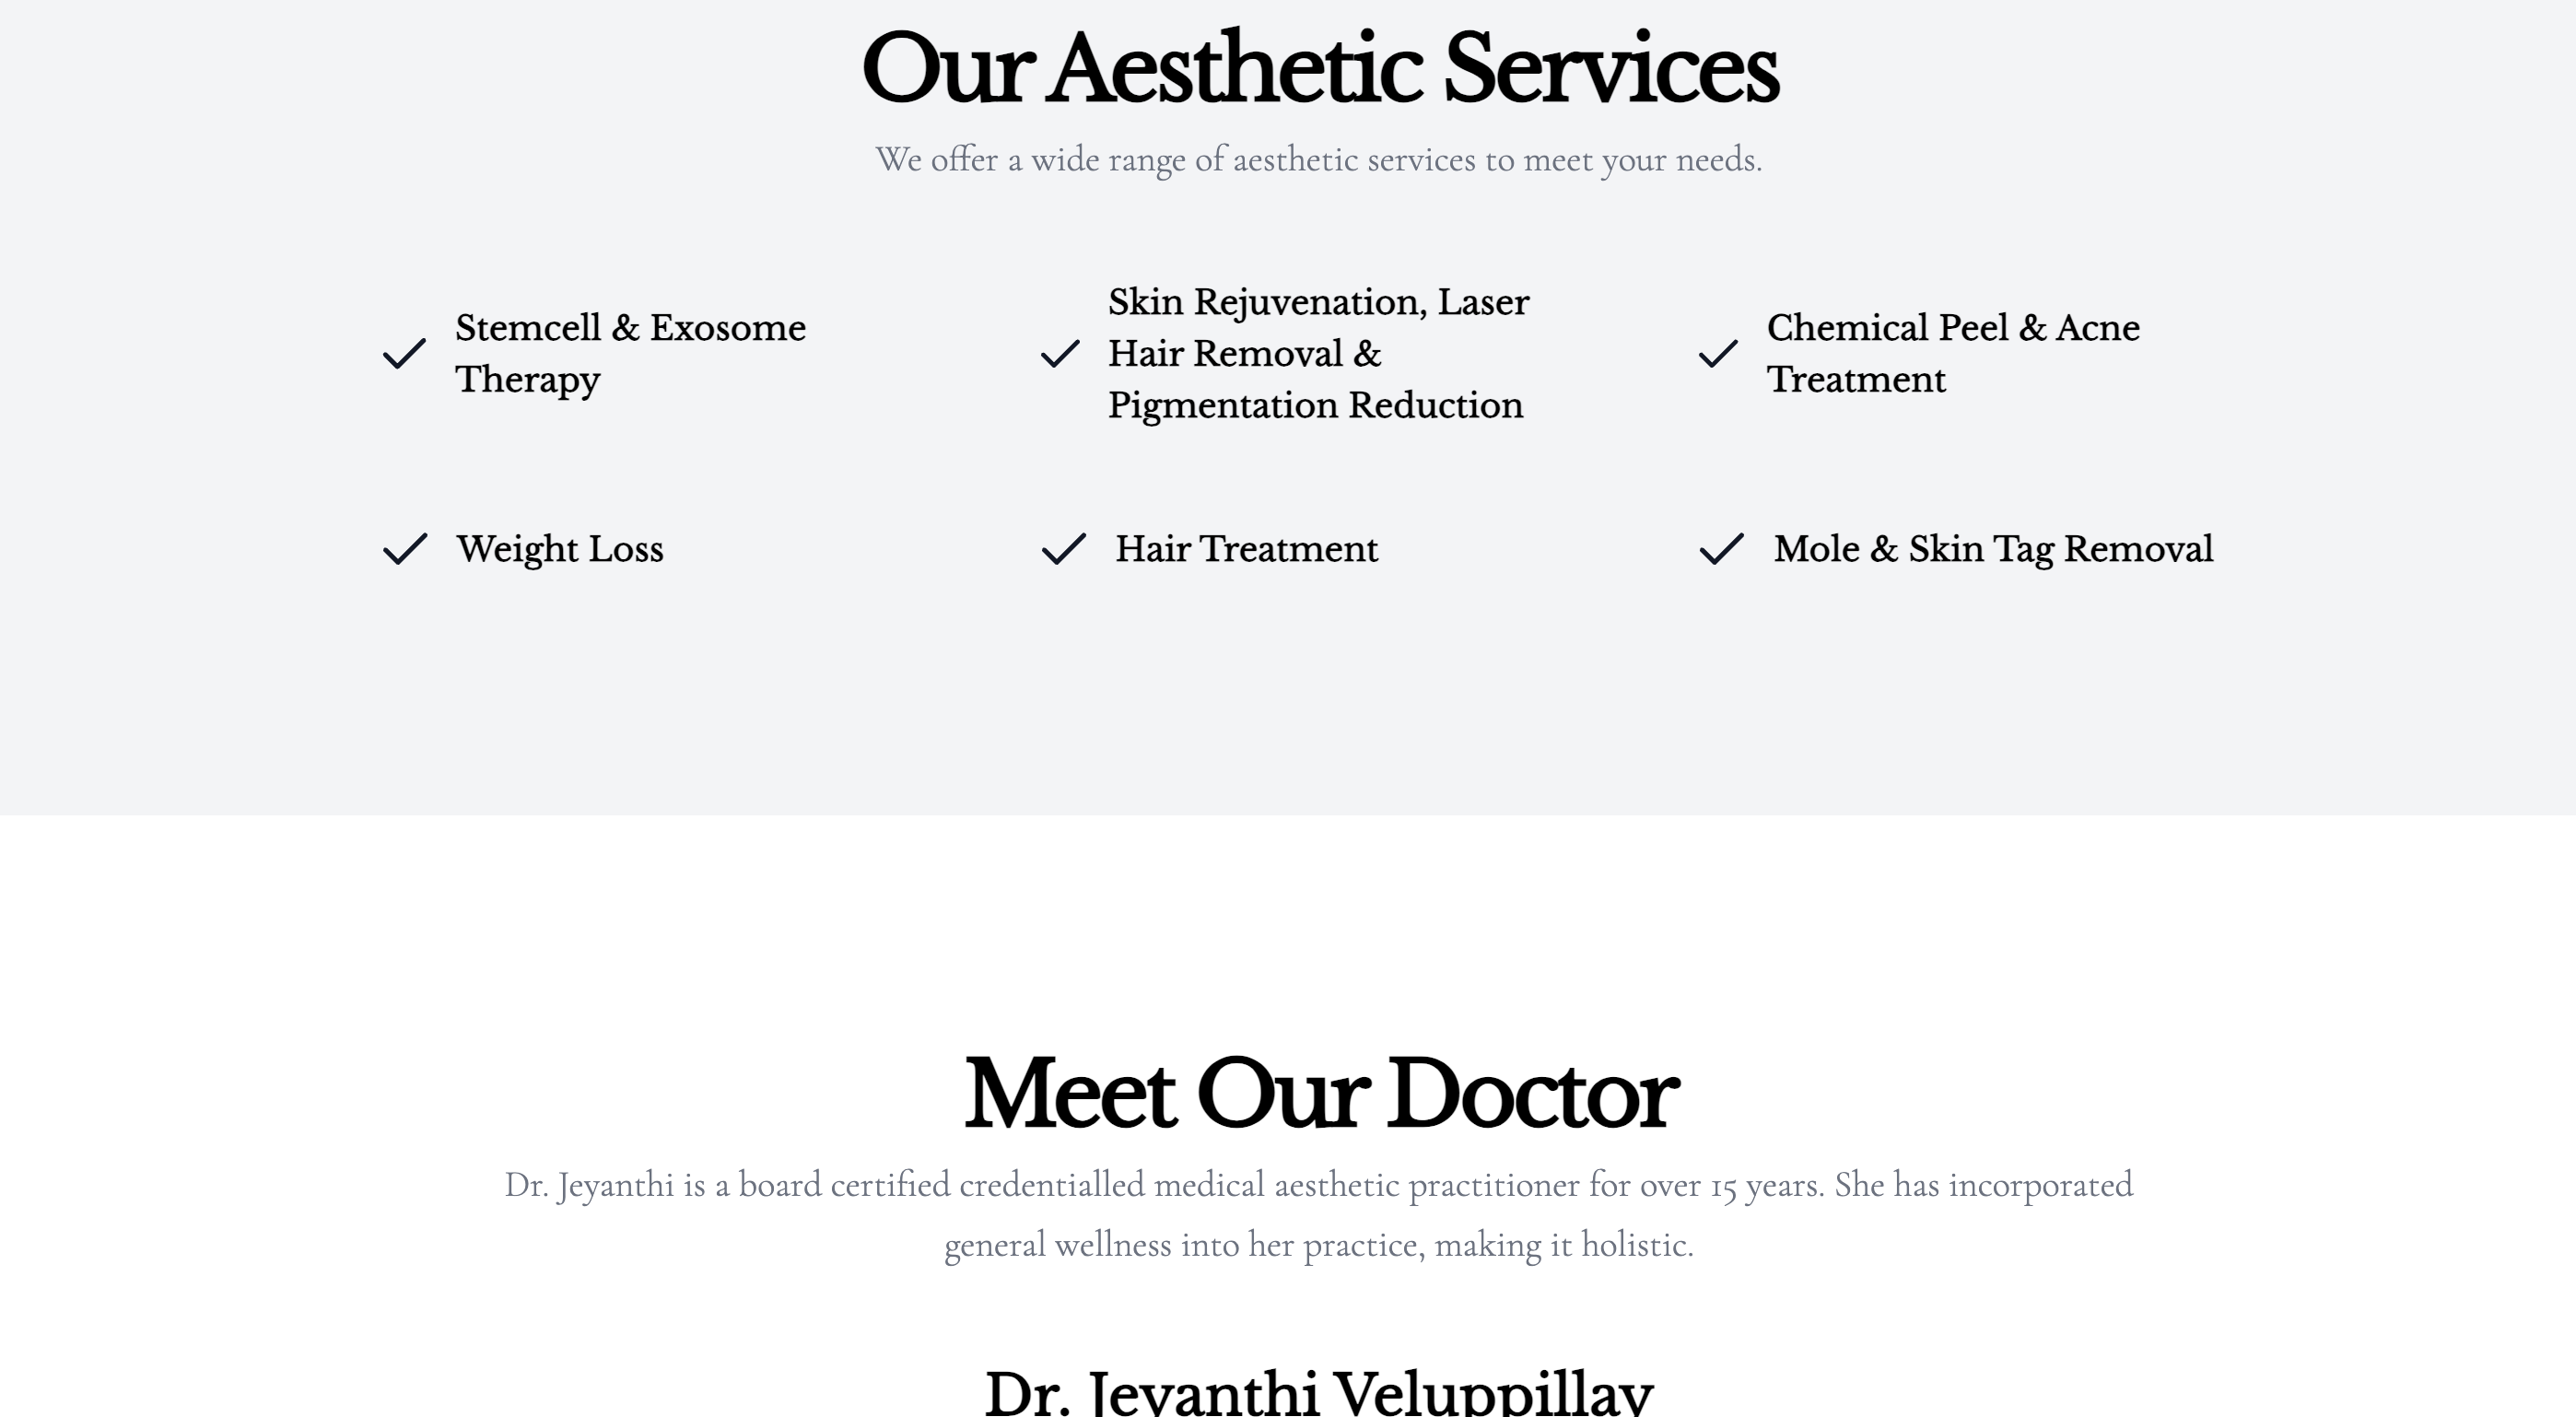 Our Aesthetic Services
We offer a wide range of aesthetic services to meet your needs.
Stemcell & Exosome
Therapy
Skin Rejuvenation, Laser
Hair Removal &
Pigmentation Reduction
Chemical Peel & Acne
Treatment
Weight Loss
Hair Treatment
Mole & Skin Tag Removal
Meet Our Doctor
Dr. Jeyanthi is a board certified credentialled medical aesthetic practitioner for over 15 years. She has incorporated
general wellness into her practice, making it holistic.
Dr. Jeyanthi Veluppillay